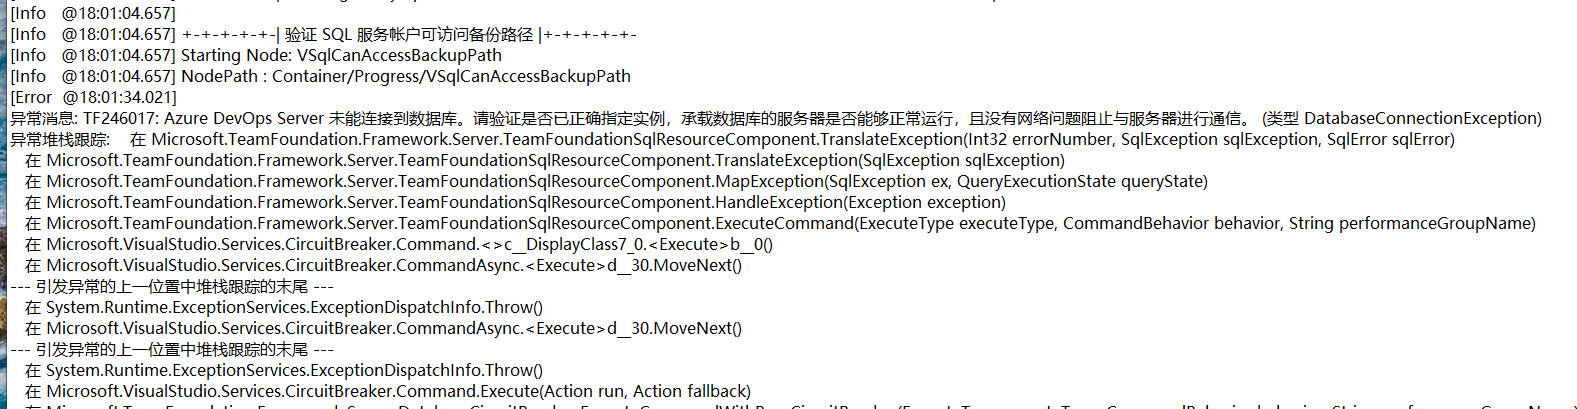 [Info   @18:01:04.657]
[Info   @18:01:04.657] +-+-+-+-+-| 验证 SQL 服务帐户可访问备份路径 |+-+-+-+-+-
[Info   @18:01:04.657] Starting Node: VSqlCanAccessBackupPath
[Info   @18:01:04.657] NodePath : Container/Progress/VSqlCanAccessBackupPath
[Error  @18:01:34.021]
异常消息: TF246017: Azure DevOps Server 未能连接到数据库。请验证是否已正确指定实例，承载数据库的服务器是否能够正常运行，且没有网络问题阻止与服务器进行通信。 (类型 DatabaseConnectionException)
异常堆栈跟踪:    在 Microsoft.TeamFoundation.Framework.Server.TeamFoundationSqlResourceComponent.TranslateException(Int32 errorNumber, SqlException sqlException, SqlError sqlError)
   在 Microsoft.TeamFoundation.Framework.Server.TeamFoundationSqlResourceComponent.TranslateException(SqlException sqlException)
   在 Microsoft.TeamFoundation.Framework.Server.TeamFoundationSqlResourceComponent.MapException(SqlException ex, QueryExecutionState queryState)
   在 Microsoft.TeamFoundation.Framework.Server.TeamFoundationSqlResourceComponent.HandleException(Exception exception)
   在 Microsoft.TeamFoundation.Framework.Server.TeamFoundationSqlResourceComponent.ExecuteCommand(ExecuteType executeType, CommandBehavior behavior, String performanceGroupName)
   在 Microsoft.VisualStudio.Services.CircuitBreaker.Command.<>c__DisplayClass7_0.<Execute>b__0()
   在 Microsoft.VisualStudio.Services.CircuitBreaker.CommandAsync.<Execute>d__30.MoveNext()
--- 引发异常的上一位置中堆栈跟踪的末尾 ---
   在 System.Runtime.ExceptionServices.ExceptionDispatchInfo.Throw()
   在 Microsoft.VisualStudio.Services.CircuitBreaker.CommandAsync.<Execute>d__30.MoveNext()
--- 引发异常的上一位置中堆栈跟踪的末尾 ---
   在 System.Runtime.ExceptionServices.ExceptionDispatchInfo.Throw()
   在 Microsoft.VisualStudio.Services.CircuitBreaker.Command.Execute(Action run, Action fallback)